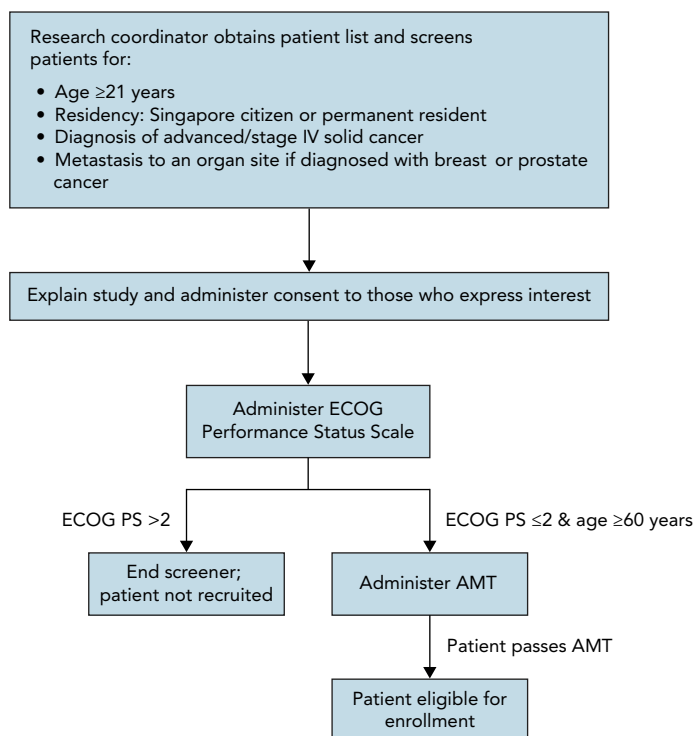 Research coordinator obtains patient list and screens
patients for:
• Age ≥21 years
• Residency: Singapore citizen or permanent resident
• Diagnosis of advanced/stage IV solid cancer
• Metastasis to an organ site if diagnosed with breast or prostate
cancer
Explain study and administer consent to those who express interest
Administer ECOG
Performance Status Scale
ECOG PS >2
ECOG PS ≤2 & age ≥60 years
End screener;
patient not recruited
Administer AMT
Patient passes AMT
Patient eligible for
enrollment